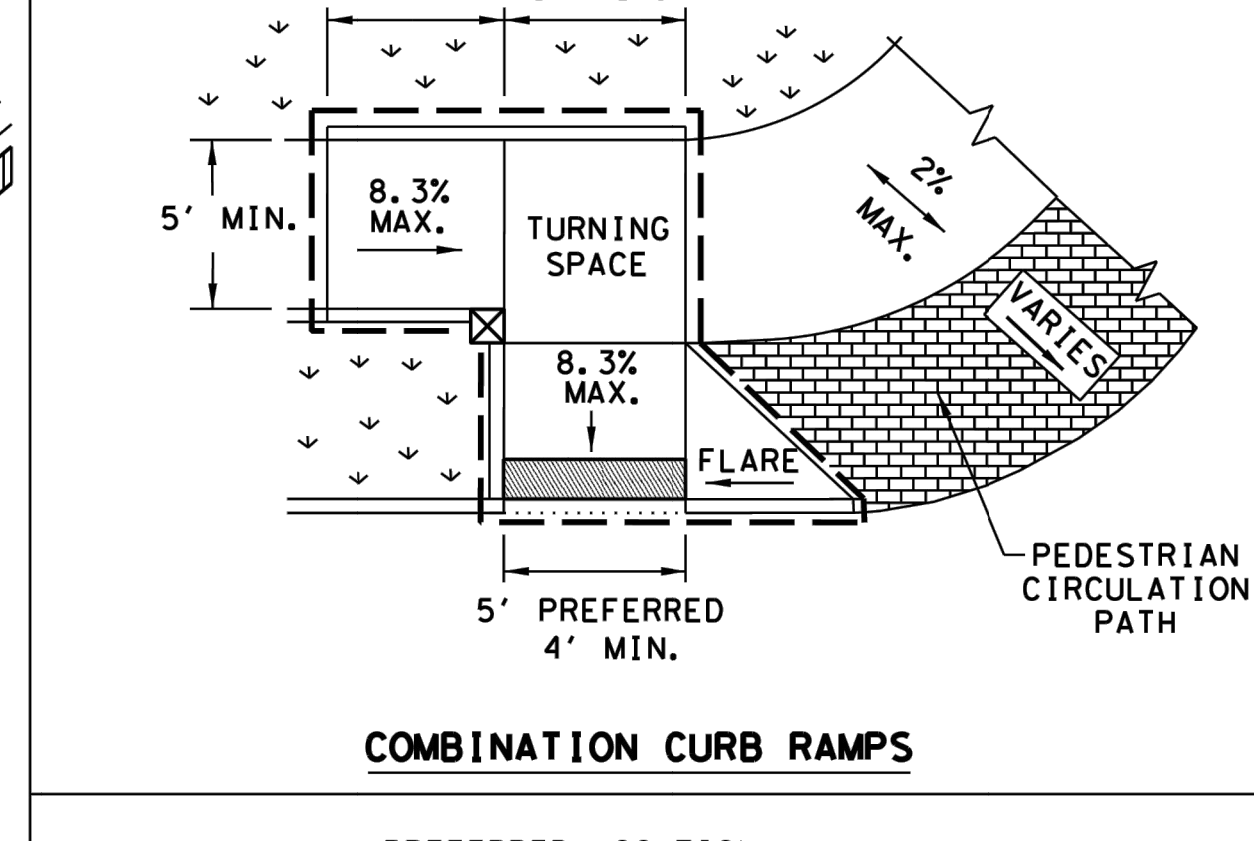 5' MIN.
8.3%
MAX.
TURNING
SPACE
2%
MAX.
VARIES
8.3%
MAX.
FLARE
PEDESTRIAN
CIRCULATION
PATH
5' PREFERRED
4' MIN.
COMBINATION CURB RAMPS